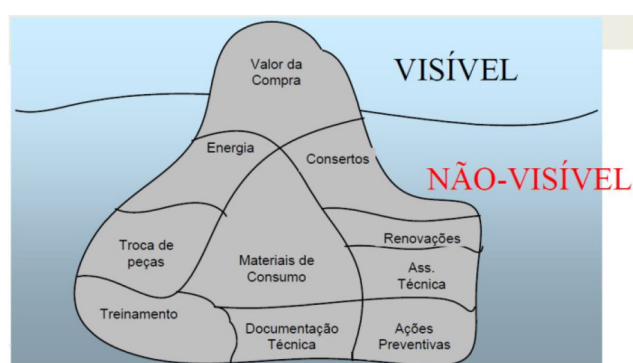 Valor da
Compra
VISÍVEL
Energia
Consertos
NÃO-VISÍVEL
Troca de
peças
Materiais de
Consumo
Renovações
Ass.
Técnica
Treinamento
Documentação
Técnica
Ações
Preventivas